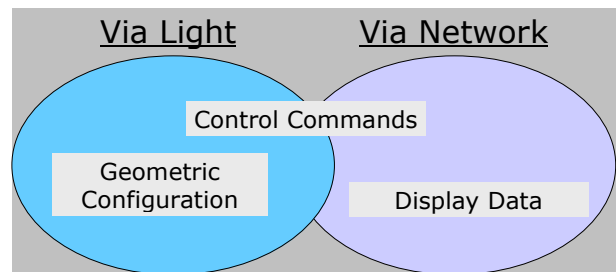 Via Light
Via Network
Control Commands
Geometric
Configuration
Display Data